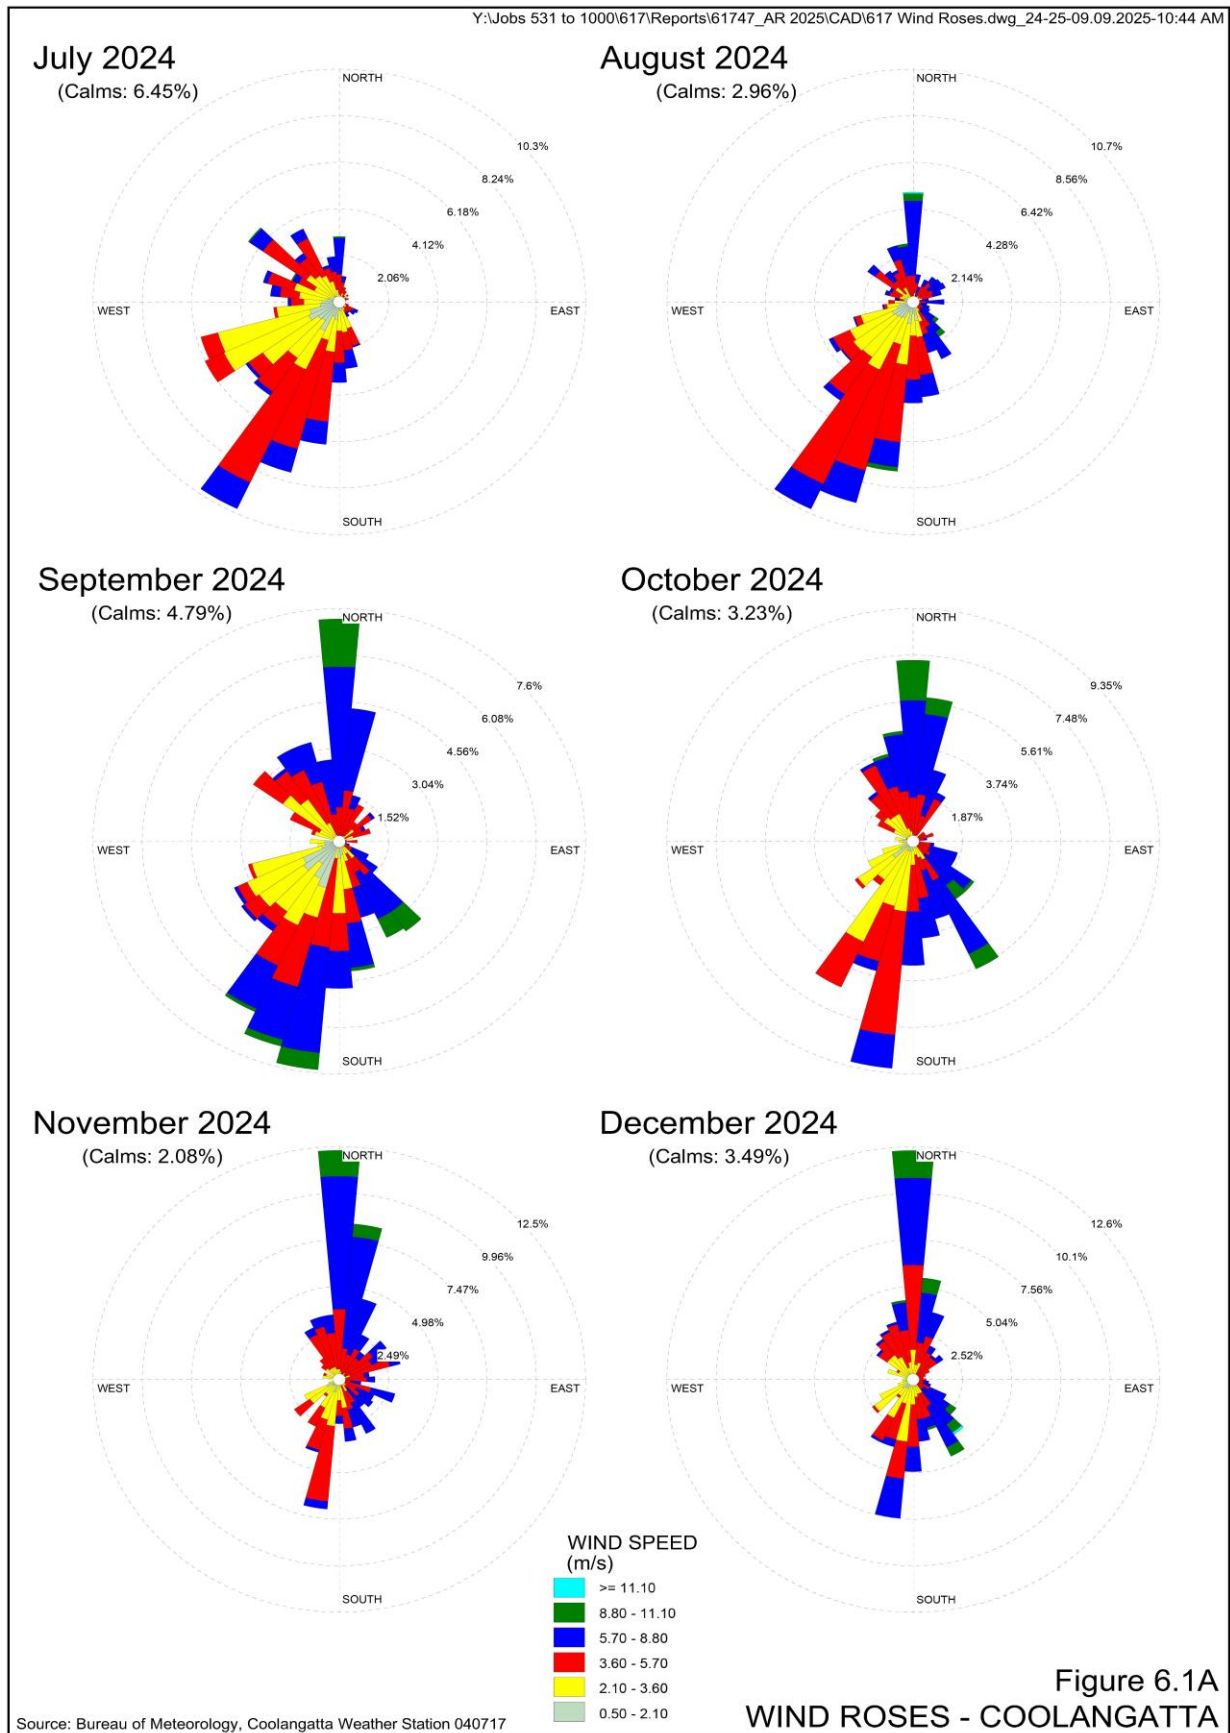 Y:\Jobs 531 to 1000\617\Reports\61747_AR 2025\CAD\617 Wind Roses.dwg_24-25-09.09.2025-10:44 AM
July 2024
(Calms: 6.45%)
NORTH
10.3%
8.24%
6.18%
4.12%
2.06%
WEST
EAST
SOUTH
August 2024
(Calms: 2.96%)
NORTH
10.7%
8.56%
6.42%
4.28%
2.14%
WEST
EAST
SOUTH
September 2024
(Calms: 4.79%)
NORTH
7.6%
6.08%
4.56%
3.04%
1.52%
WEST
EAST
SOUTH
October 2024
(Calms: 3.23%)
NORTH
9.35%
7.48%
5.61%
3.74%
1.87%
WEST
EAST
SOUTH
November 2024
(Calms: 2.08%)
NORTH
12.5%
9.96%
7.47%
4.98%
2.49%
WEST
EAST
SOUTH
December 2024
(Calms: 3.49%)
NORTH
12.6%
10.1%
7.56%
5.04%
2.52%
WEST
EAST
SOUTH
WIND SPEED
(m/s)
>= 11.10
8.80 - 11.10
5.70 - 8.80
3.60 - 5.70
2.10 - 3.60
0.50 - 2.10
Source: Bureau of Meteorology, Coolangatta Weather Station 040717
Figure 6.1A
WIND ROSES - COOLANGATTA